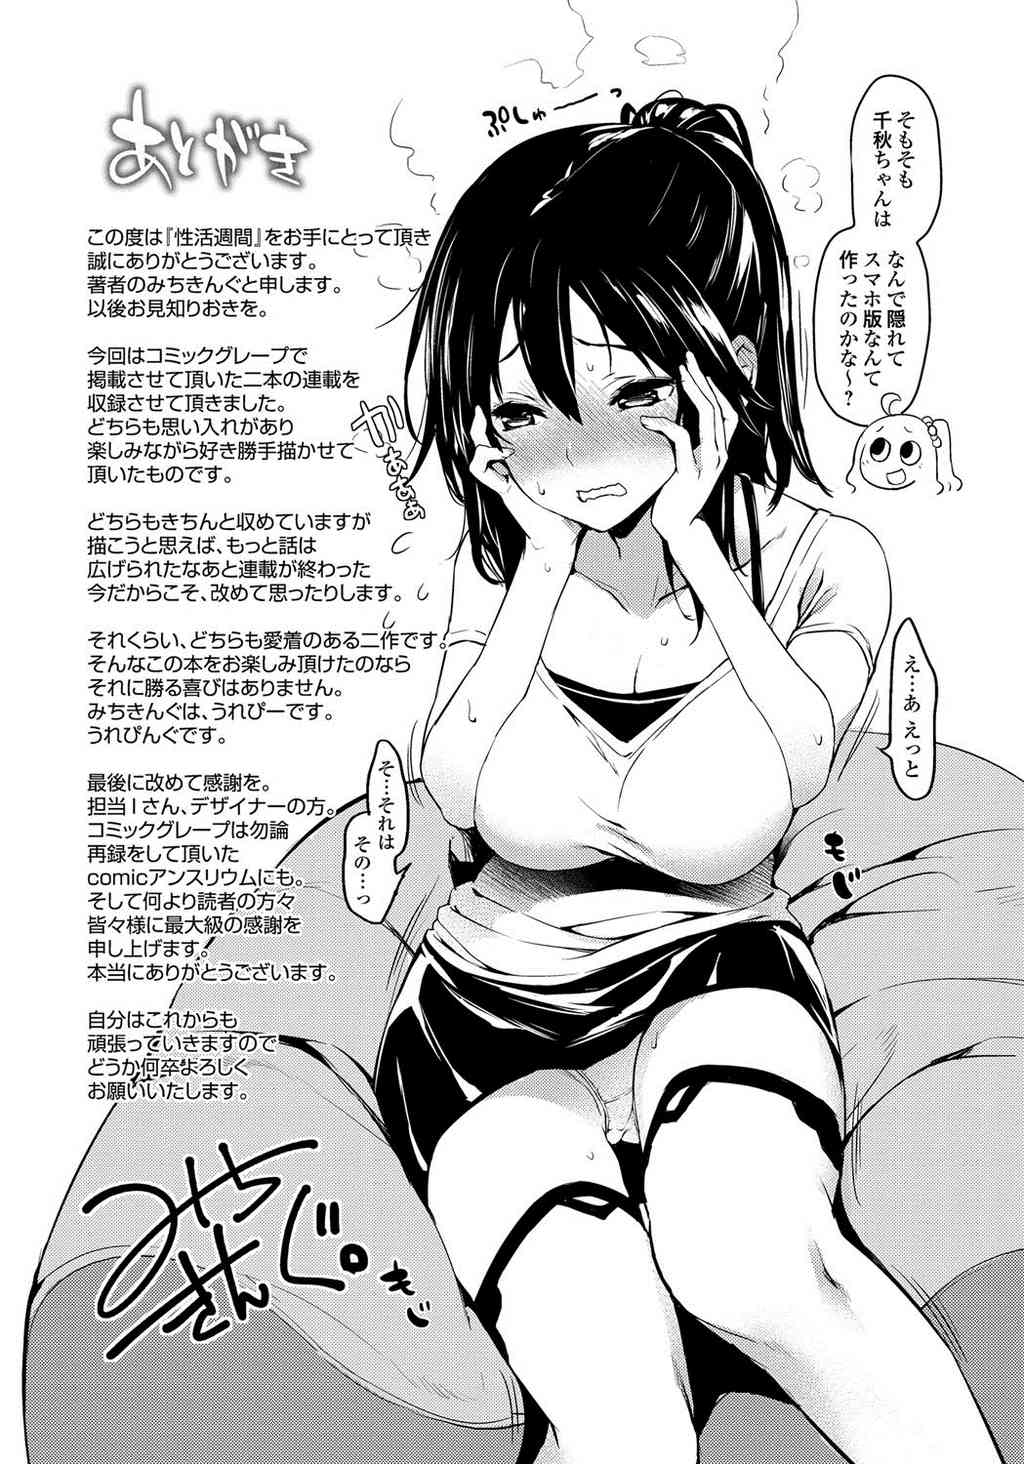 あとがき
この度は『性活週間』をお手にとって頂き
誠にありがとうございます。
著者のみちきんぐと申します。
以後お見知りおきを。
今回はコミックグレープで
掲載させて頂いた二本の連載を
収録させて頂きました。
どちらも思い入れがあり
楽しみながら好き勝手描かせて
頂いたものです。
どちらもきちんと収めていますが
描こうと思えば、もっと話は
広げられたなあと連載が終わった
今だからこそ、改めて思ったりします。
それくらい、どちらも愛着のある二作です。
そんなこの本をお楽しみ頂けたのなら
それに勝る喜びはありません。
みちきんぐは、うれぴーです。
うれぴんぐです。
最後に改めて感謝を。
担当Iさん、デザイナーの方。
コミックグレープは勿論
再録をして頂いた
comicアンスリウムにも。
そして何より読者の方々
皆々様に最大級の感謝を
申し上げます。
本当にありがとうございます。
自分はこれからも
頑張っていきますので
どうか何卒よろしく
お願いいたします。
みち
きんぐ。
もじ
ぷしゅーっ
そもそも
千秋ちゃんは
なんで隠れて
スマホ版なんて
作ったのかな～?
カァぁぁぁ
え…あ えっと
そ…それは
その…っ
もじ